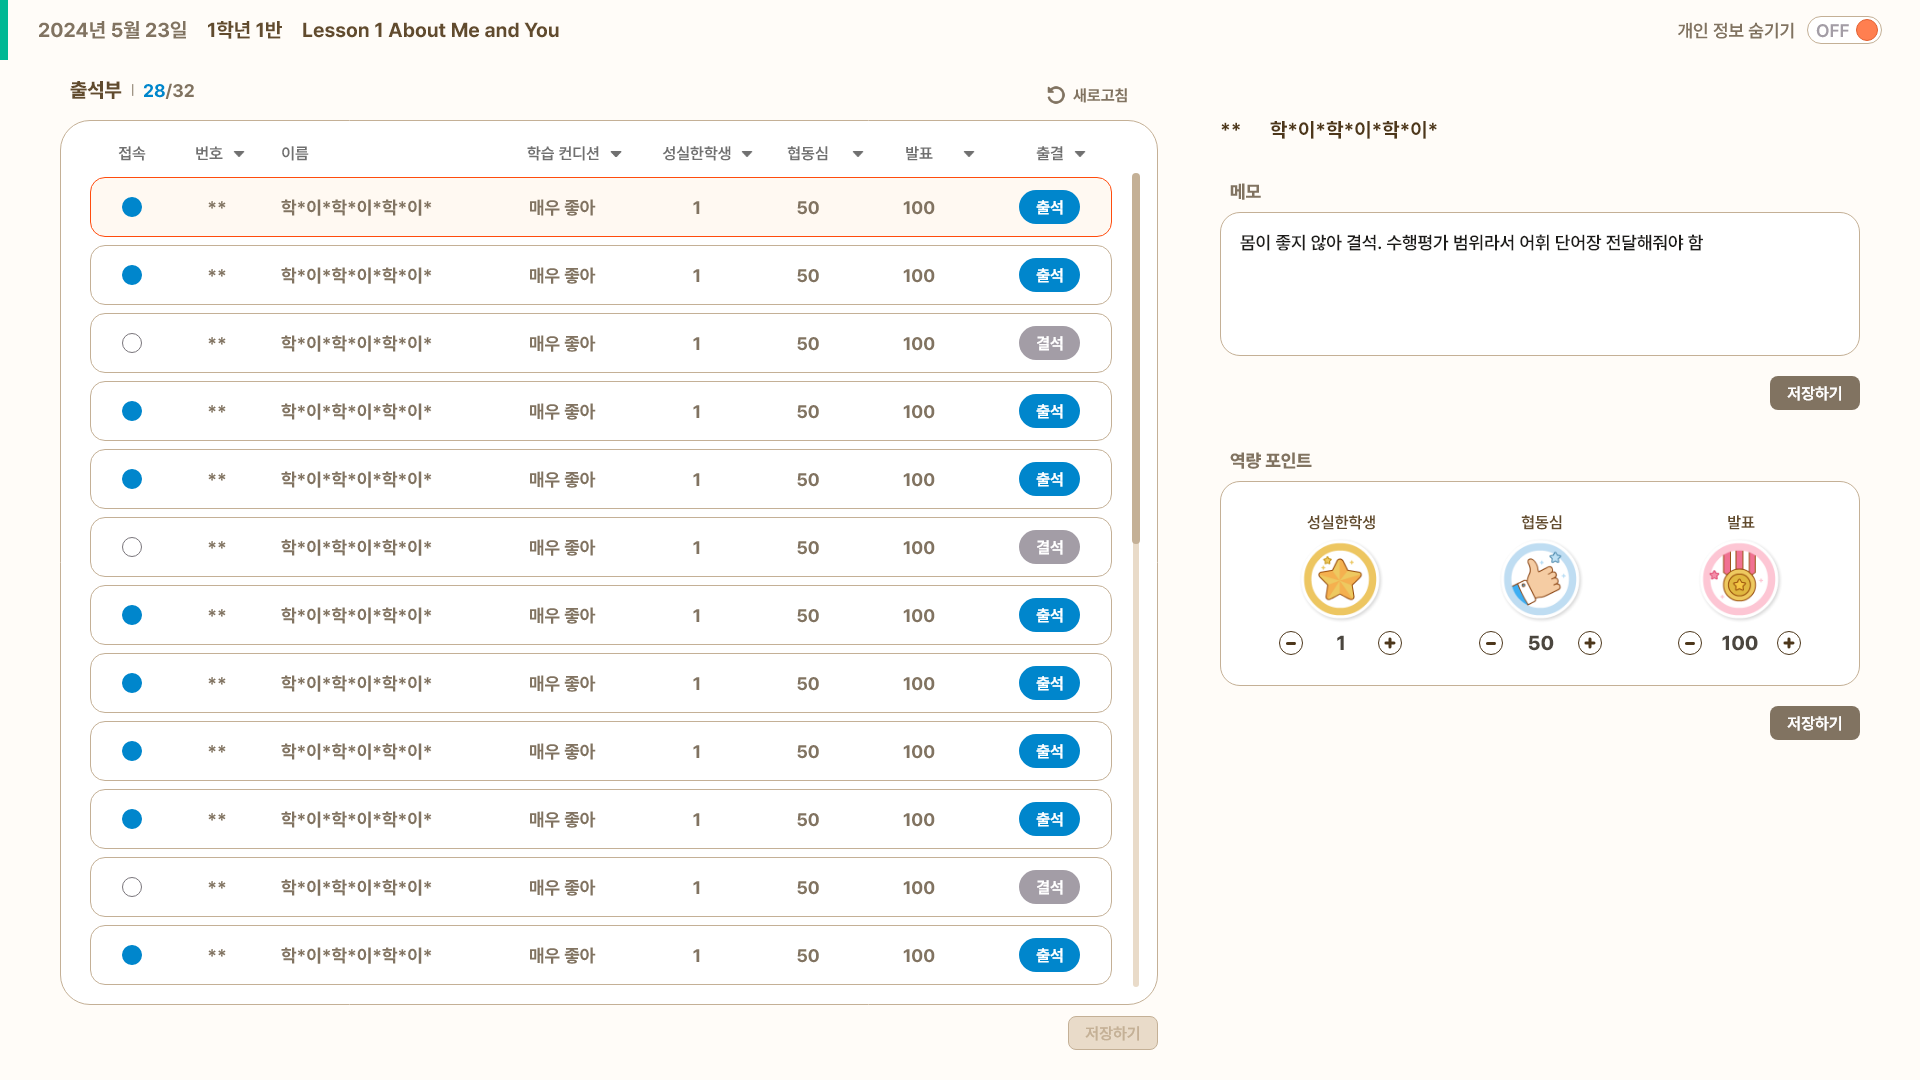 2024년 5월 23일 1학년 1반 Lesson 1 About Me and You
개인 정보 숨기기 OFF
출석부 28/32
새로고침
접속 번호 이름 학습 컨디션 성실한학생 협동심 발표 출결
** 학*이*학*이*학*이* 매우 좋아 1 50 100 출석
** 학*이*학*이*학*이* 매우 좋아 1 50 100 출석
** 학*이*학*이*학*이* 매우 좋아 1 50 100 결석
** 학*이*학*이*학*이* 매우 좋아 1 50 100 출석
** 학*이*학*이*학*이* 매우 좋아 1 50 100 출석
** 학*이*학*이*학*이* 매우 좋아 1 50 100 결석
** 학*이*학*이*학*이* 매우 좋아 1 50 100 출석
** 학*이*학*이*학*이* 매우 좋아 1 50 100 출석
** 학*이*학*이*학*이* 매우 좋아 1 50 100 출석
** 학*이*학*이*학*이* 매우 좋아 1 50 100 출석
** 학*이*학*이*학*이* 매우 좋아 1 50 100 결석
** 학*이*학*이*학*이* 매우 좋아 1 50 100 출석
저장하기
** 학*이*학*이*학*이*
메모
몸이 좋지 않아 결석. 수행평가 범위라서 어휘 단어장 전달해줘야 함
저장하기
역량 포인트
성실한학생 협동심 발표
1 50 100
저장하기